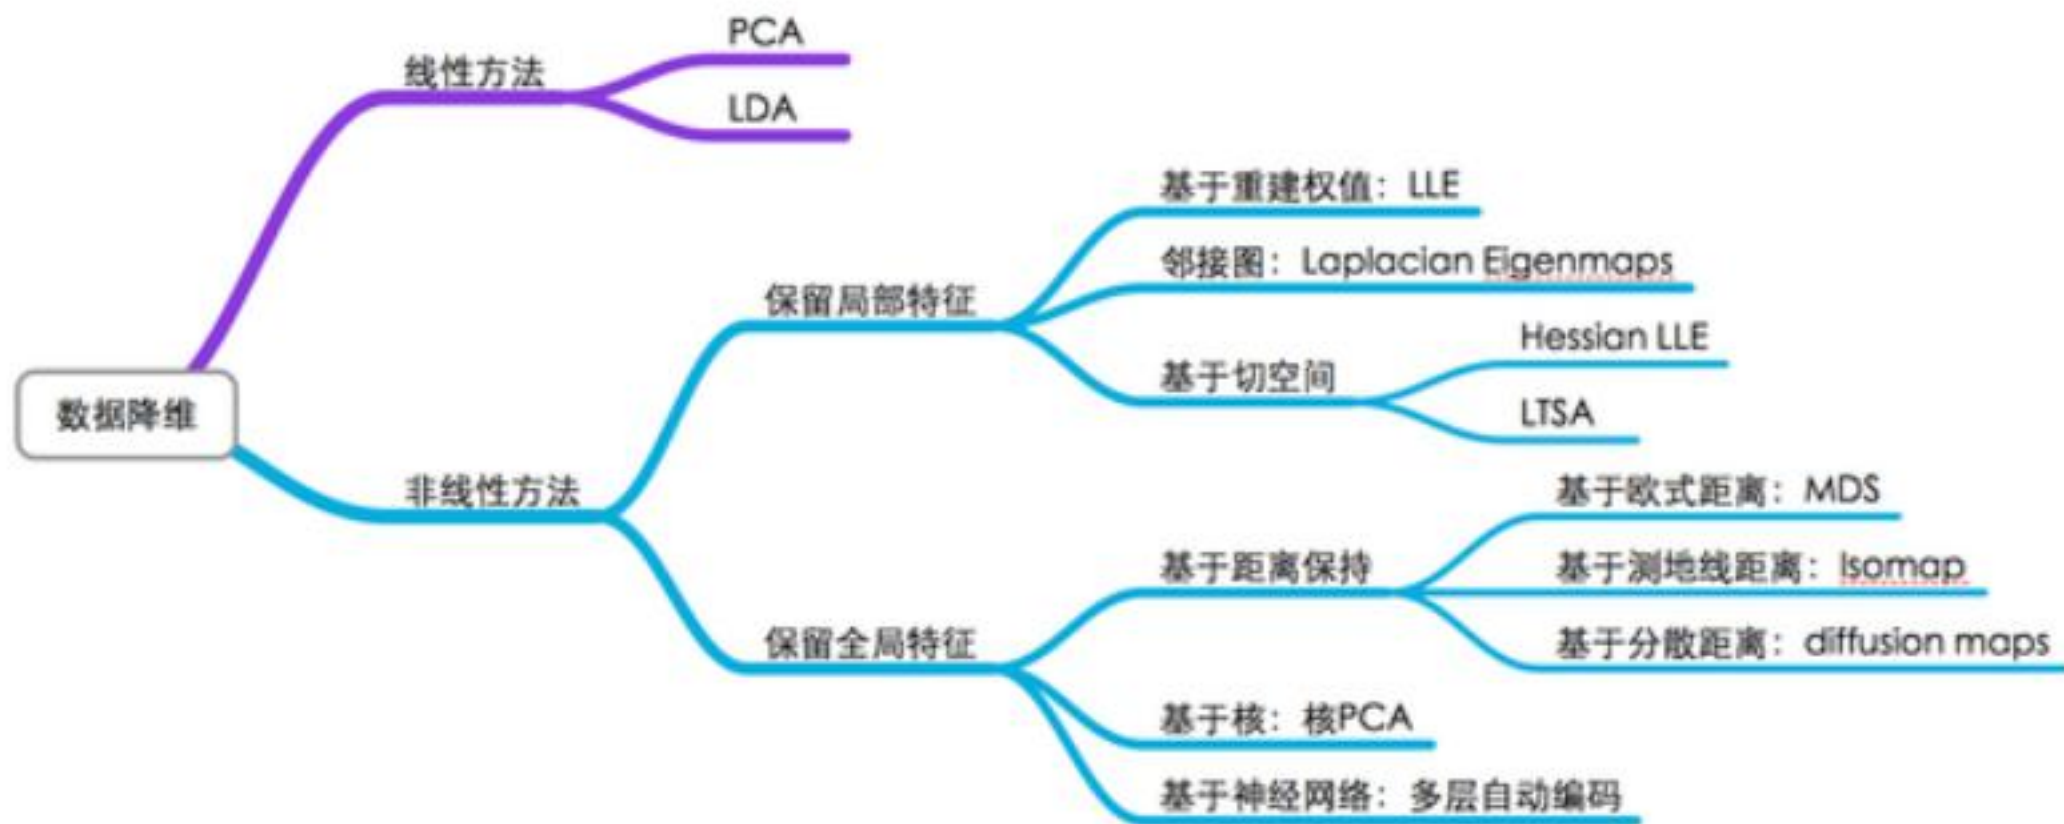 PCA
线性方法
LDA
基于重建权值：LLE
邻接图：Laplacian Eigenmaps
保留局部特征
Hessian LLE
基于切空间
LTSA
数据降维
非线性方法
基于欧式距离：MDS
基于距离保持
基于测地线距离：Isomap
保留全局特征
基于分散距离：diffusion maps
基于核：核PCA
基于神经网络：多层自动编码